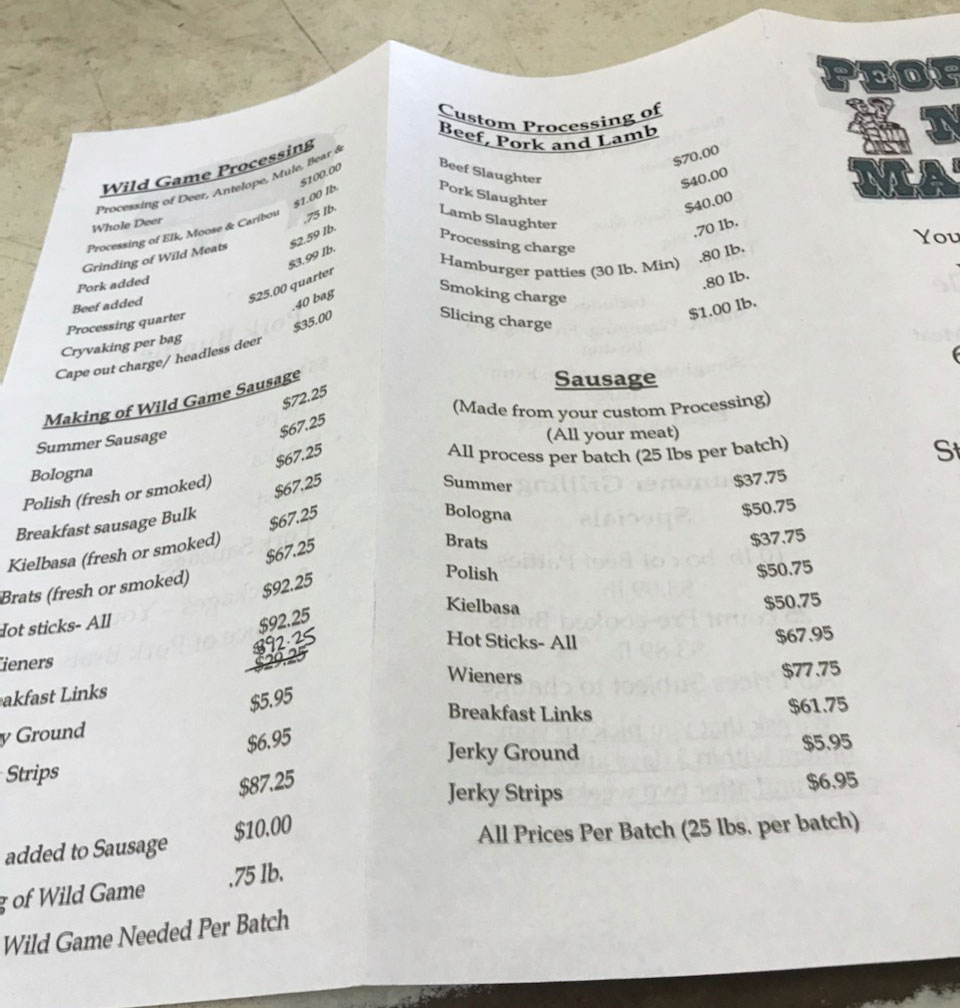 Wild Game Processing
Processing of Deer, Antelope, Mule, Bear &
Whole Deer $100.00
Processing of Elk, Moose & Caribou $1.00 lb.
Grinding of Wild Meats .75 lb.
Pork added $2.59 lb.
Beef added $3.99 lb.
Processing quarter $25.00 quarter
Cryvaking per bag .40 bag
Cape out charge/ headless deer $35.00
Making of Wild Game Sausage
Summer Sausage $72.25
Bologna $67.25
Polish (fresh or smoked) $67.25
Breakfast sausage Bulk $67.25
Kielbasa (fresh or smoked) $67.25
Brats (fresh or smoked) $67.25
Hot sticks- All $92.25
ieners $92.25
akfast Links $92.25 $29.25
y Ground $5.95
Strips $6.95
$87.25
added to Sausage $10.00
g of Wild Game .75 lb.
Wild Game Needed Per Batch
Custom Processing of
Beef, Pork and Lamb
Beef Slaughter $70.00
Pork Slaughter $40.00
Lamb Slaughter $40.00
Processing charge .70 lb.
Hamburger patties (30 lb. Min) .80 lb.
Smoking charge .80 lb.
Slicing charge $1.00 lb.
Sausage
(Made from your custom Processing)
(All your meat)
All process per batch (25 lbs per batch)
Summer $37.75
Bologna $50.75
Brats $37.75
Polish $50.75
Kielbasa $50.75
Hot Sticks- All $67.95
Wieners $77.75
Breakfast Links $61.75
Jerky Ground $5.95
Jerky Strips $6.95
All Prices Per Batch (25 lbs. per batch)
PEOP
M
MA
You
St